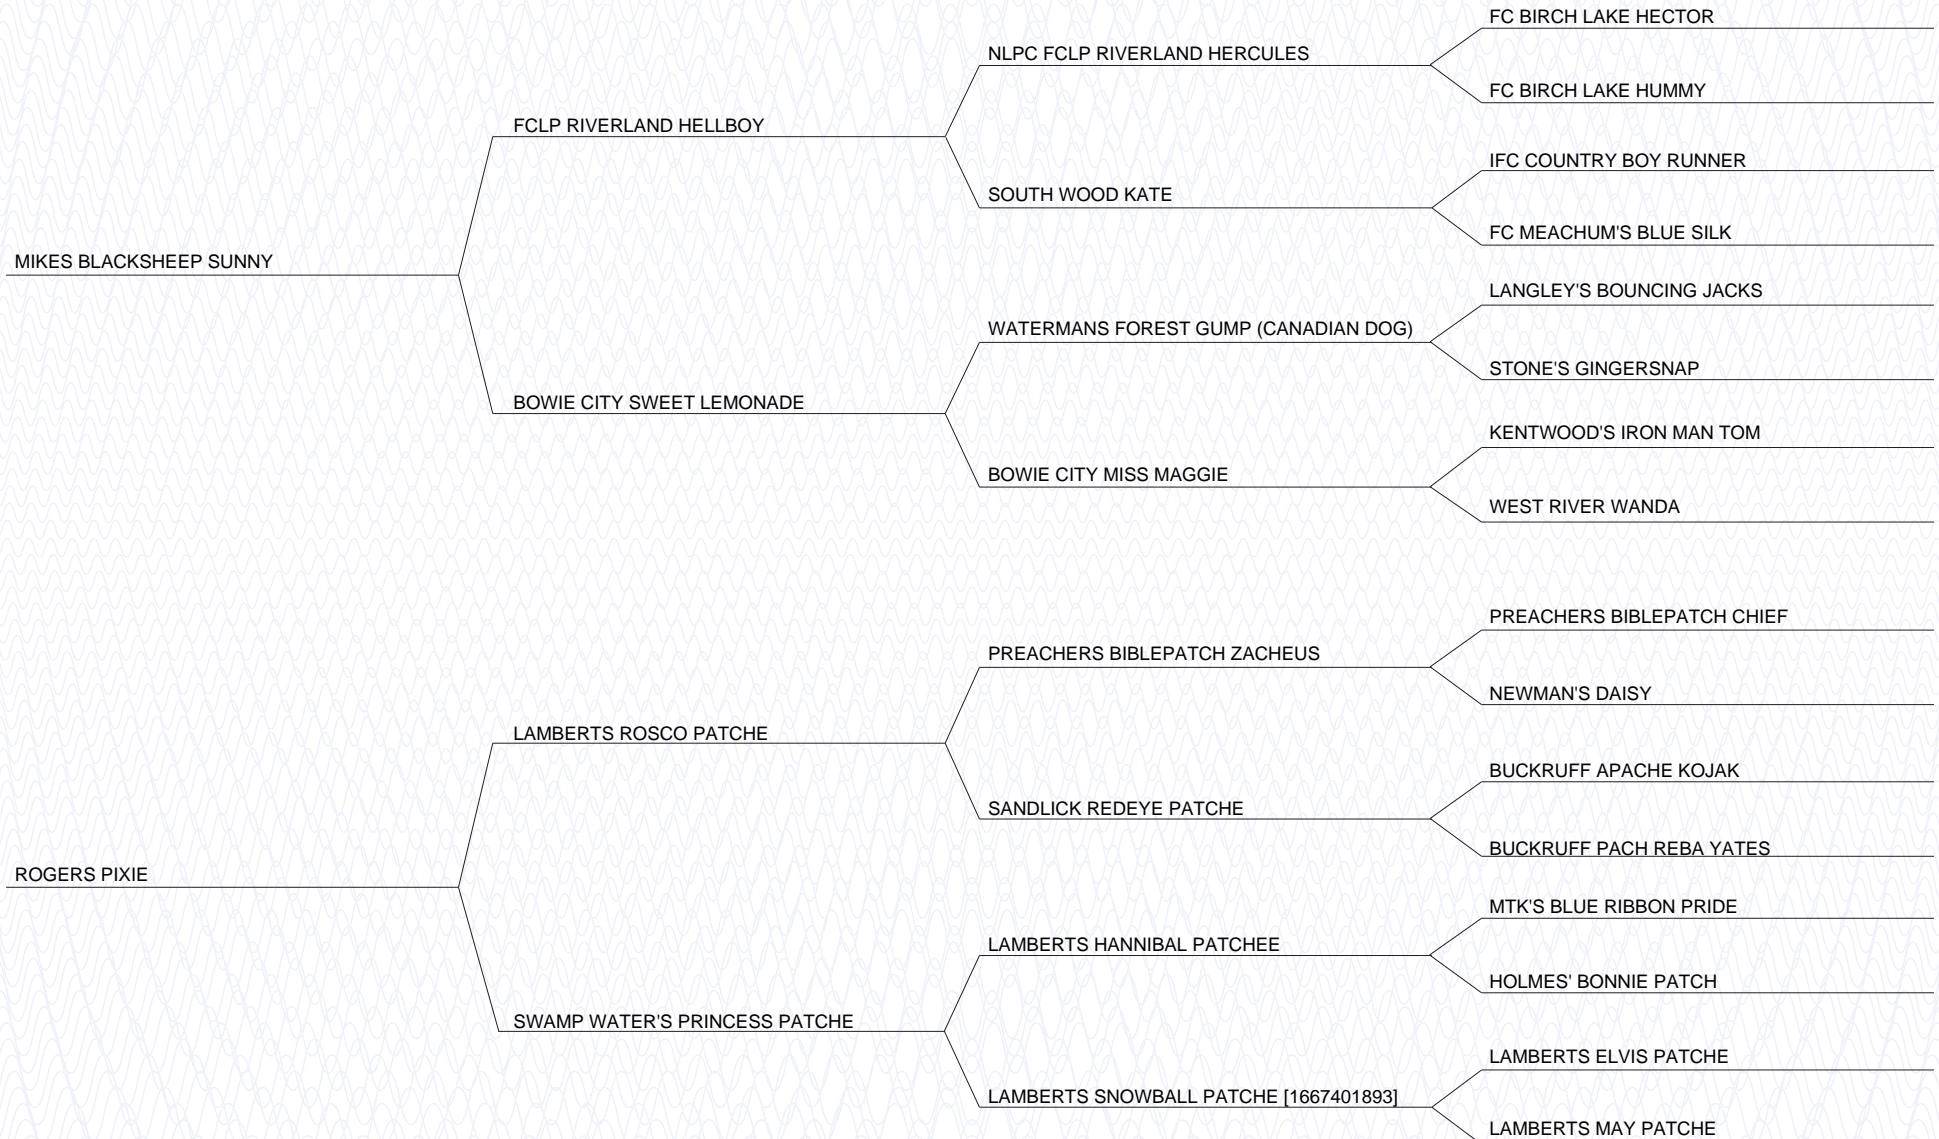 FC BIRCH LAKE HECTOR
NLPC FCLP RIVERLAND HERCULES
FC BIRCH LAKE HUMMY
FCLP RIVERLAND HELLBOY
IFC COUNTRY BOY RUNNER
SOUTH WOOD KATE
FC MEACHUM'S BLUE SILK
MIKES BLACKSHEEP SUNNY
LANGLEY'S BOUNCING JACKS
WATERMANS FOREST GUMP (CANADIAN DOG)
STONE'S GINGERSNAP
BOWIE CITY SWEET LEMONADE
KENTWOOD'S IRON MAN TOM
BOWIE CITY MISS MAGGIE
WEST RIVER WANDA
PREACHERS BIBLEPATCH CHIEF
PREACHERS BIBLEPATCH ZACHEUS
NEWMAN'S DAISY
LAMBERTS ROSCO PATCHE
BUCKRUFF APACHE KOJAK
SANDLICK REDEYE PATCHE
BUCKRUFF PACH REBA YATES
ROGERS PIXIE
MTK'S BLUE RIBBON PRIDE
LAMBERTS HANNIBAL PATCHEE
HOLMES' BONNIE PATCH
SWAMP WATER'S PRINCESS PATCHE
LAMBERTS ELVIS PATCHE
LAMBERTS SNOWBALL PATCHE [1667401893]
LAMBERTS MAY PATCHE